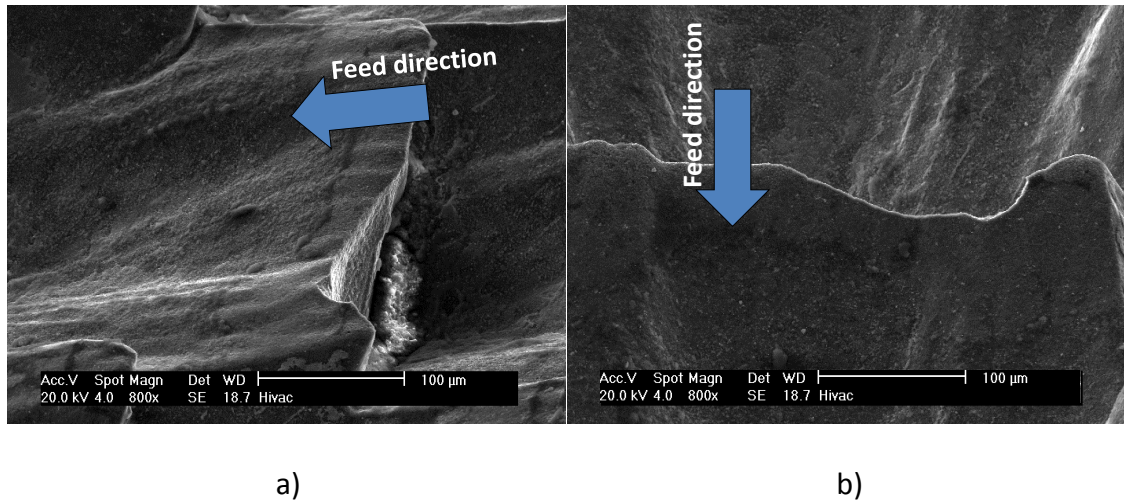 Feed direction
Acc.V Spot Magn Det WD 100 µm
20.0 kV 4.0 800x SE 18.7 Hivac
a)
Feed direction
Acc.V Spot Magn Det WD 100 µm
20.0 kV 4.0 800x SE 18.7 Hivac
b)